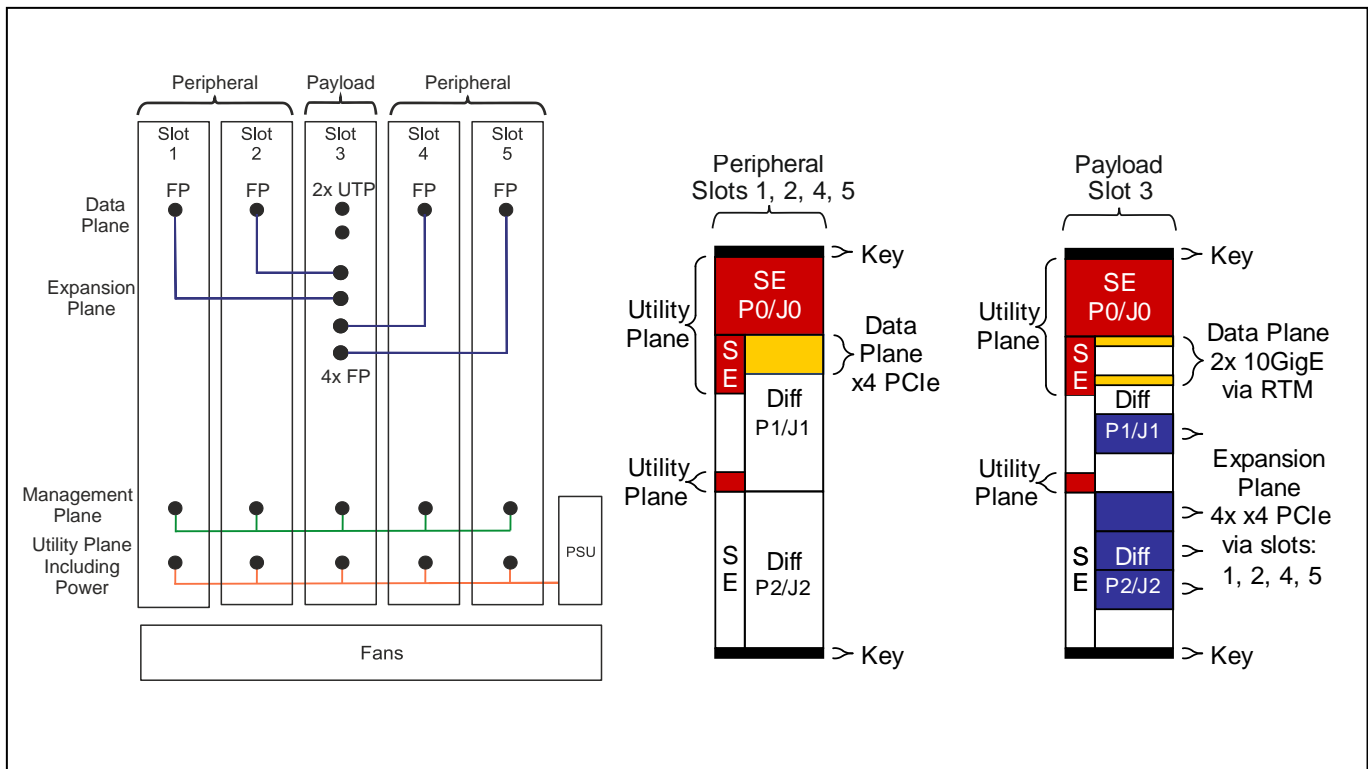 Peripheral
Payload
Peripheral
Slot
1
Slot
2
Slot
3
Slot
4
Slot
5
FP
FP
2x UTP
FP
FP
Data
Plane
Expansion
Plane
4x FP
Management
Plane
Utility Plane
Including
Power
PSU
Fans
Peripheral
Slots 1, 2, 4, 5
Key
Utility
Plane
SE
P0/J0
S
E
Data
Plane
x4 PCIe
Diff
P1/J1
Utility
Plane
S
E
Diff
P2/J2
Key
Payload
Slot 3
Key
Utility
Plane
SE
P0/J0
S
E
Data Plane
2x 10GigE
via RTM
Diff
P1/J1
Utility
Plane
Expansion
Plane
4x x4 PCIe
via slots:
1, 2, 4, 5
S
E
Diff
P2/J2
Key